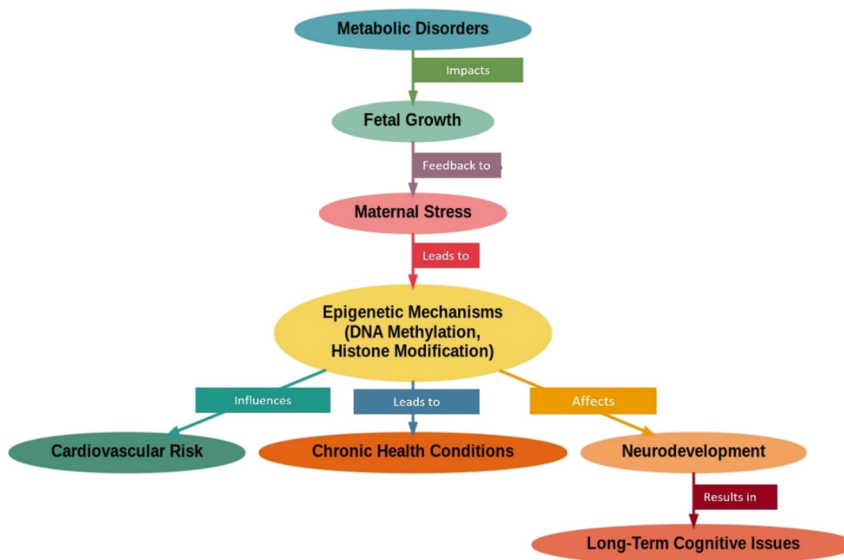 Metabolic Disorders
Impacts
Fetal Growth
Feedback to
Maternal Stress
Leads to
Epigenetic Mechanisms
(DNA Methylation,
Histone Modification)
Influences
Leads to
Affects
Cardiovascular Risk
Chronic Health Conditions
Neurodevelopment
Results in
Long-Term Cognitive Issues